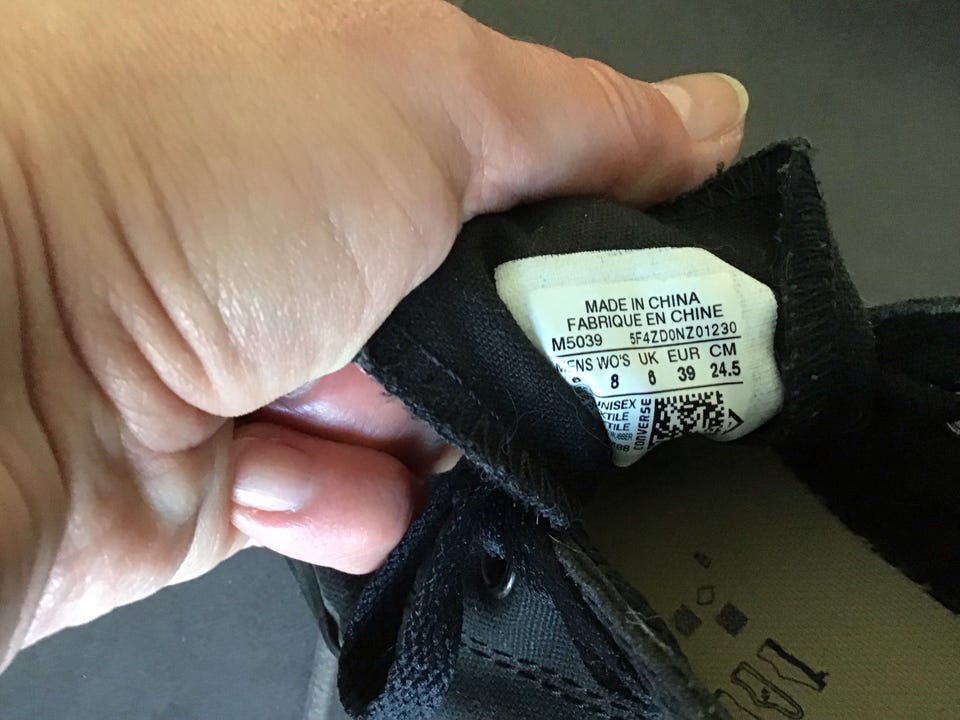 MADE IN CHINA
FABRIQUE EN CHINE
M5039 5F4ZD0NZ01230
MENS WO'S UK EUR CM
8 6 39 24.5
UNISEX
CONVERSE